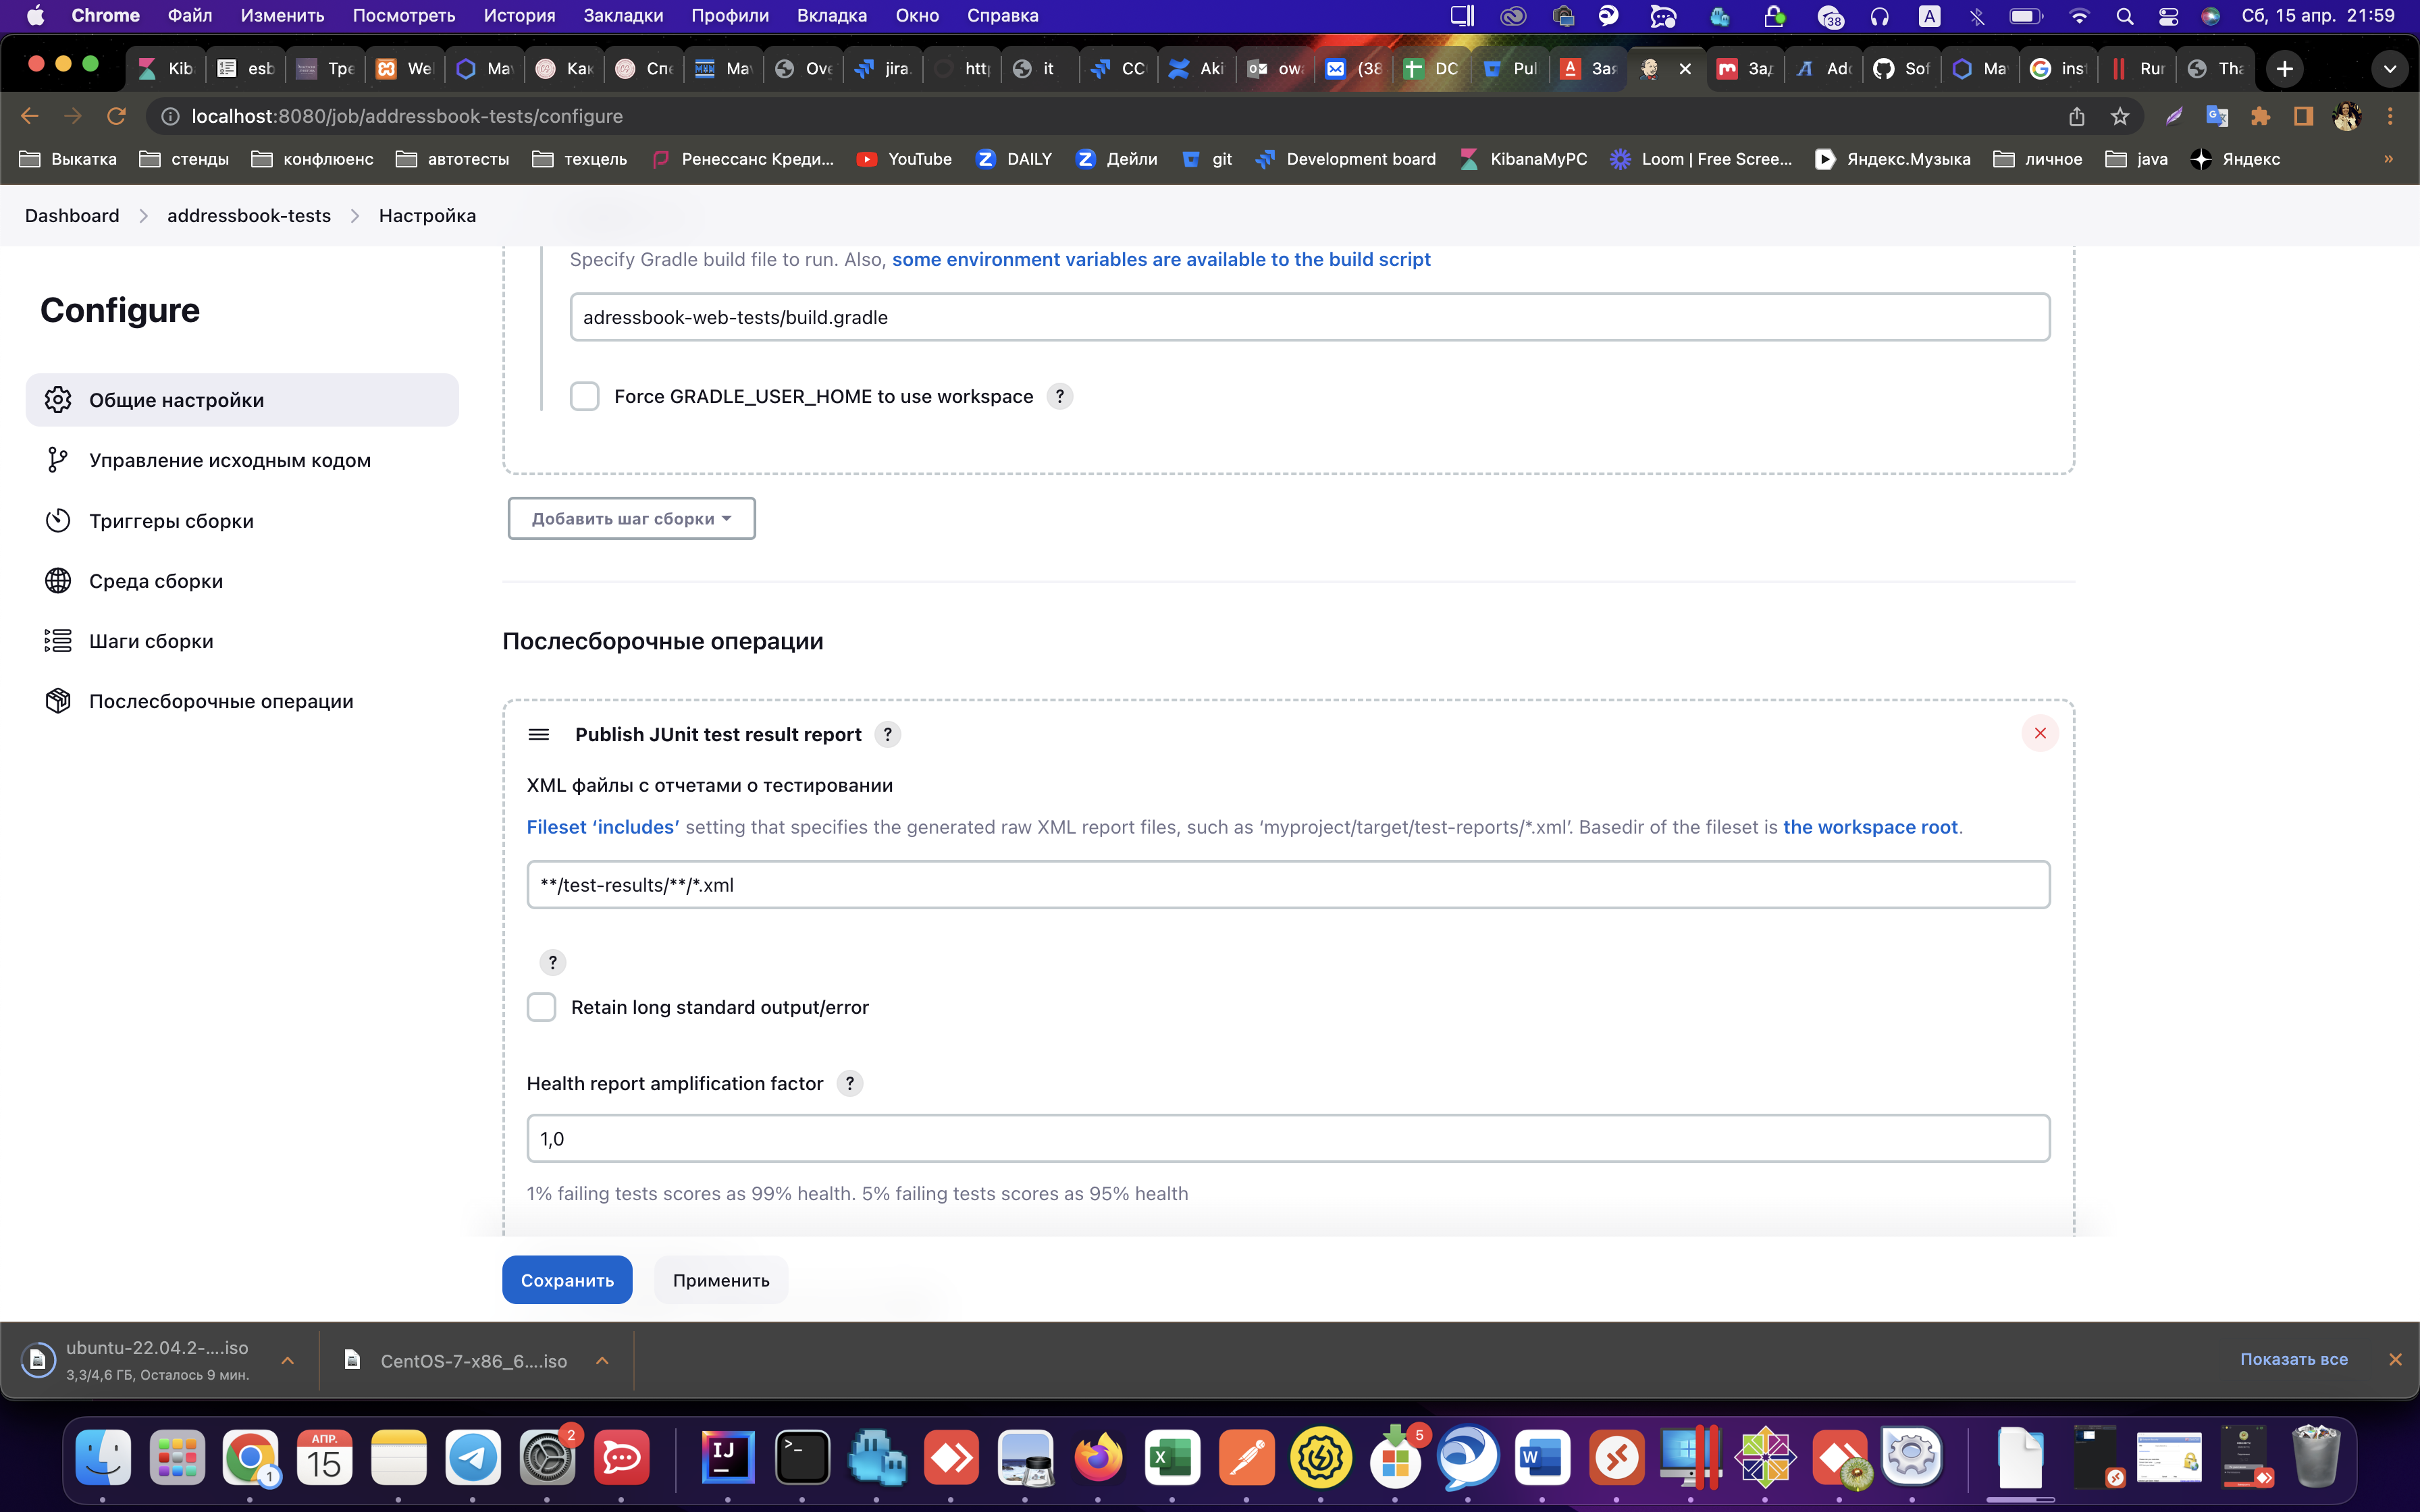 Chrome Файл Изменить Посмотреть История Закладки Профили Вкладка Окно Справка 38 A Сб, 15 апр. 21:59
Kib esb Тре We Ma Как Спе Ma Ove jira. http it CC Aki ow (38 DC Pul Зая Зад Add Sof Ma inst Rur Tha
localhost:8080/job/addressbook-tests/configure
Выкатка стенды конфлюенс автотесты техцель Ренессанс Креди... YouTube DAILY Дейли git Development board KibanaMyPC Loom | Free Scree... Яндекс.Музыка личное java Яндекс »
Dashboard > addressbook-tests > Настройка
Configure
Общие настройки
Управление исходным кодом
Триггеры сборки
Среда сборки
Шаги сборки
Послесборочные операции
Specify Gradle build file to run. Also, some environment variables are available to the build script
adressbook-web-tests/build.gradle
Force GRADLE_USER_HOME to use workspace ?
Добавить шаг сборки
Послесборочные операции
Publish JUnit test result report ?
XML файлы с отчетами о тестировании
Fileset ‘includes’ setting that specifies the generated raw XML report files, such as ‘myproject/target/test-reports/*.xml’. Basedir of the fileset is the workspace root.
**/test-results/**/*.xml
?
Retain long standard output/error
Health report amplification factor ?
1,0
1% failing tests scores as 99% health. 5% failing tests scores as 95% health
Сохранить Применить
ubuntu-22.04.2-....iso
3,3/4,6 ГБ, Осталось 9 мин.
CentOS-7-x86_6....iso
Показать все
1 АПР. 15 2 IJ >_ X 5 W